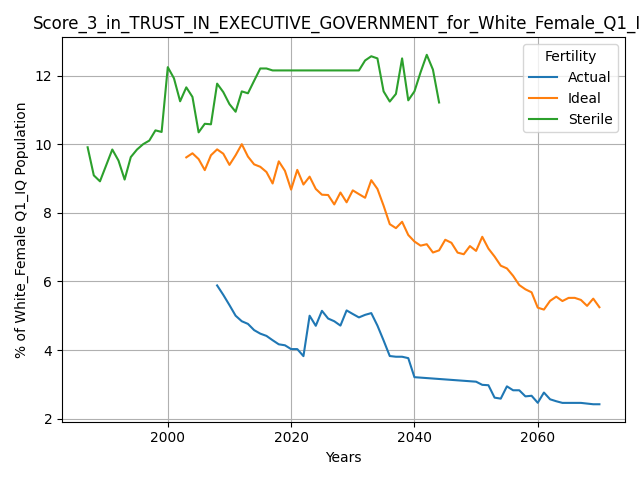 Score_3_in_TRUST_IN_EXECUTIVE_GOVERNMENT_for_White_Female_Q1_I
Fertility
Actual
Ideal
Sterile
% of White_Female Q1_IQ Population
12
10
8
6
4
2
2000 2020 2040 2060
Years